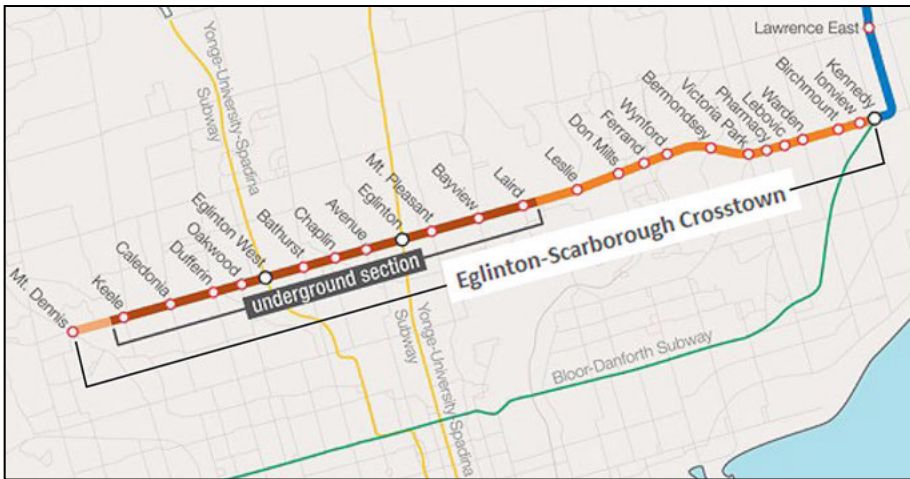 Lawrence East
Yonge-University-Spadina
Subway
Kennedy
Ionview
Birchmount
Warden
Lebovic
Pharmacy
Victoria Park
Bermondsey
Wynford
Ferrand
Don Mills
Leslie
Laird
Bayview
Mt. Pleasant
Eglinton
Avenue
Chaplin
Bathurst
Eglinton West
Oakwood
Dufferin
Caledonia
Keele
Mt. Dennis
underground section
Eglinton-Scarborough Crosstown
Yonge-University-Spadina
Subway
Bloor-Danforth Subway